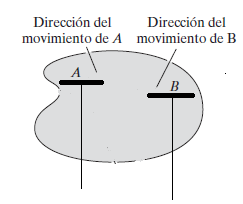 Dirección del
movimiento de A
Dirección del
movimiento de B
A
B